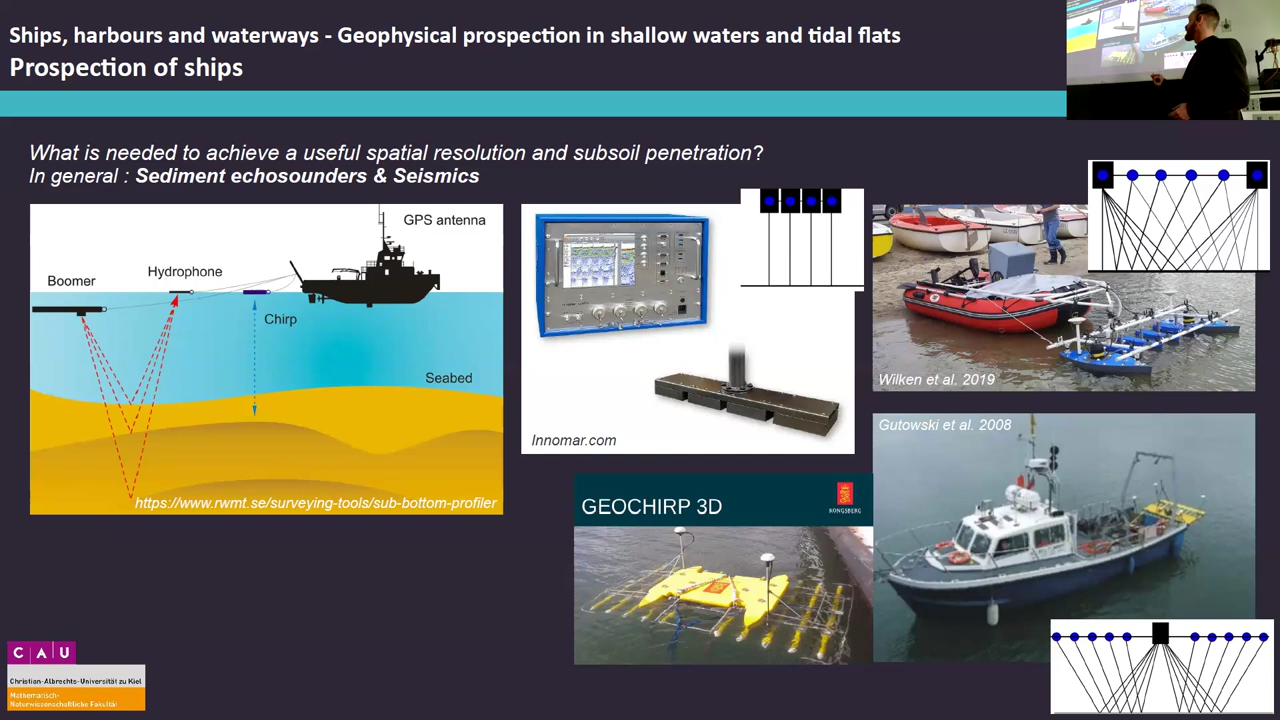 Ships, harbours and waterways - Geophysical prospection in shallow waters and tidal flats
Prospection of ships
What is needed to achieve a useful spatial resolution and subsoil penetration?
In general : Sediment echosounders & Seismics
GPS antenna
Hydrophone
Boomer
Chirp
Seabed
https://www.rwmt.se/surveying-tools/sub-bottom-profiler
Innomar.com
Wilken et al. 2019
Gutowski et al. 2008
GEOCHIRP 3D
KONGSBERG
C A U
Christian-Albrechts-Universität zu Kiel
Mathematisch-
Naturwissenschaftliche Fakultät